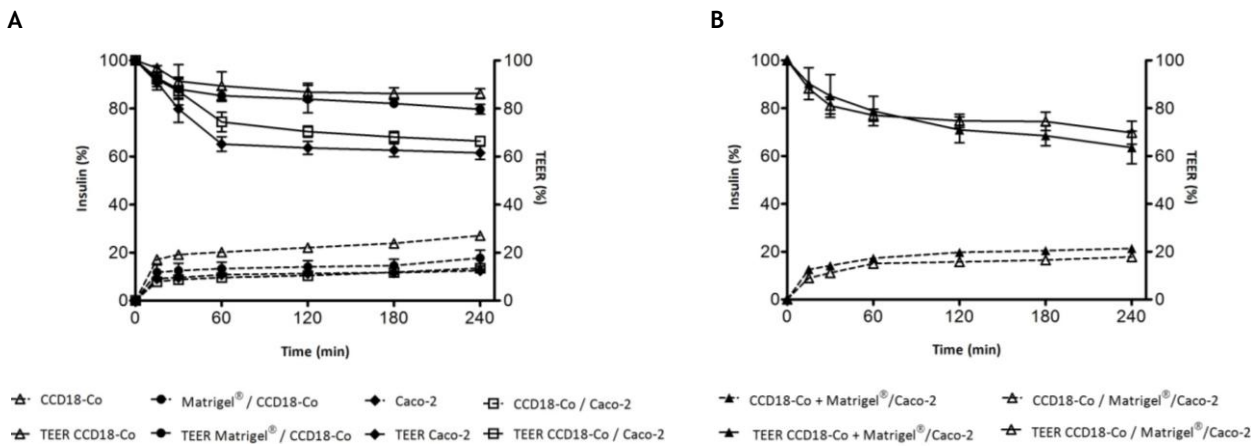 A
B
100
80
60
40
20
0
Insulin (%)
100
80
60
40
20
0
TEER (%)
0 60 120 180 240
Time (min)
100
80
60
40
20
0
Insulin (%)
100
80
60
40
20
0
TEER (%)
0 60 120 180 240
Time (min)
CCD18-Co
Matrigel® / CCD18-Co
Caco-2
CCD18-Co / Caco-2
TEER CCD18-Co
TEER Matrigel® / CCD18-Co
TEER Caco-2
TEER CCD18-Co / Caco-2
CCD18-Co + Matrigel®/Caco-2
CCD18-Co / Matrigel®/Caco-2
TEER CCD18-Co + Matrigel®/Caco-2
TEER CCD18-Co / Matrigel®/Caco-2